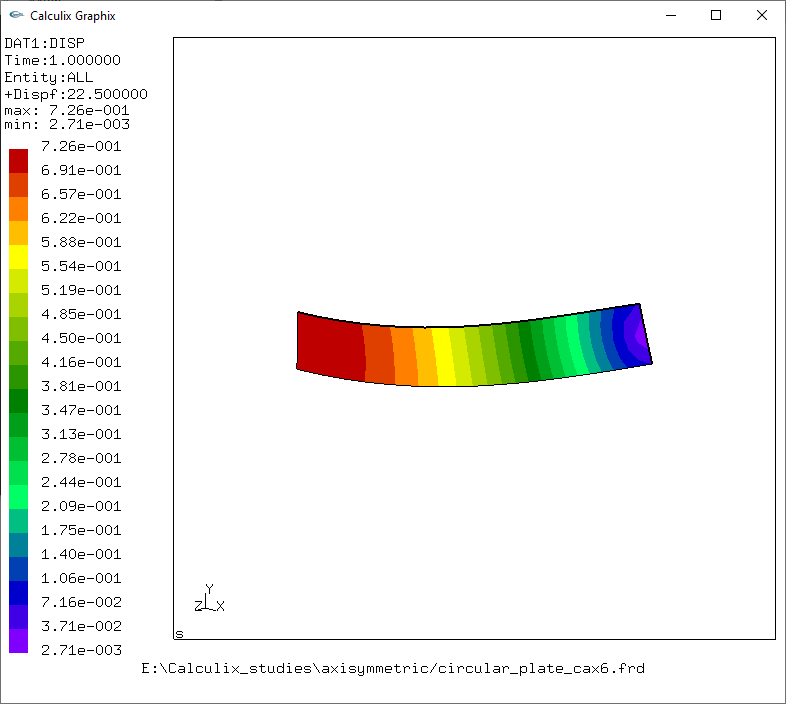 Calculix Graphix
DAT1:DISP
Time:1.000000
Entity:ALL
+Dispf:22.500000
max: 7.26e-001
min: 2.71e-003
7.26e-001
6.91e-001
6.57e-001
6.22e-001
5.88e-001
5.54e-001
5.19e-001
4.85e-001
4.50e-001
4.16e-001
3.81e-001
3.47e-001
3.13e-001
2.78e-001
2.44e-001
2.09e-001
1.75e-001
1.40e-001
1.06e-001
7.16e-002
3.71e-002
2.71e-003
Y
Z X
s
E:\Calculix_studies\axisymmetric/circular_plate_cax6.frd